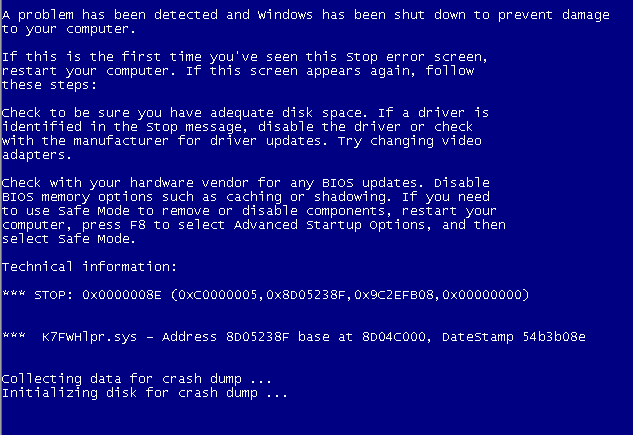 A problem has been detected and Windows has been shut down to prevent damage
to your computer.
If this is the first time you've seen this Stop error screen,
restart your computer. If this screen appears again, follow
these steps:
Check to be sure you have adequate disk space. If a driver is
identified in the Stop message, disable the driver or check
with the manufacturer for driver updates. Try changing video
adapters.
Check with your hardware vendor for any BIOS updates. Disable
BIOS memory options such as caching or shadowing. If you need
to use Safe Mode to remove or disable components, restart your
computer, press F8 to select Advanced Startup Options, and then
select Safe Mode.
Technical information:
*** STOP: 0x0000008E (0xC0000005,0x8D05238F,0x9C2EFB08,0x00000000)
***  K7FWHlpr.sys – Address 8D05238F base at 8D04C000, DateStamp 54b3b08e
Collecting data for crash dump ...
Initializing disk for crash dump ...